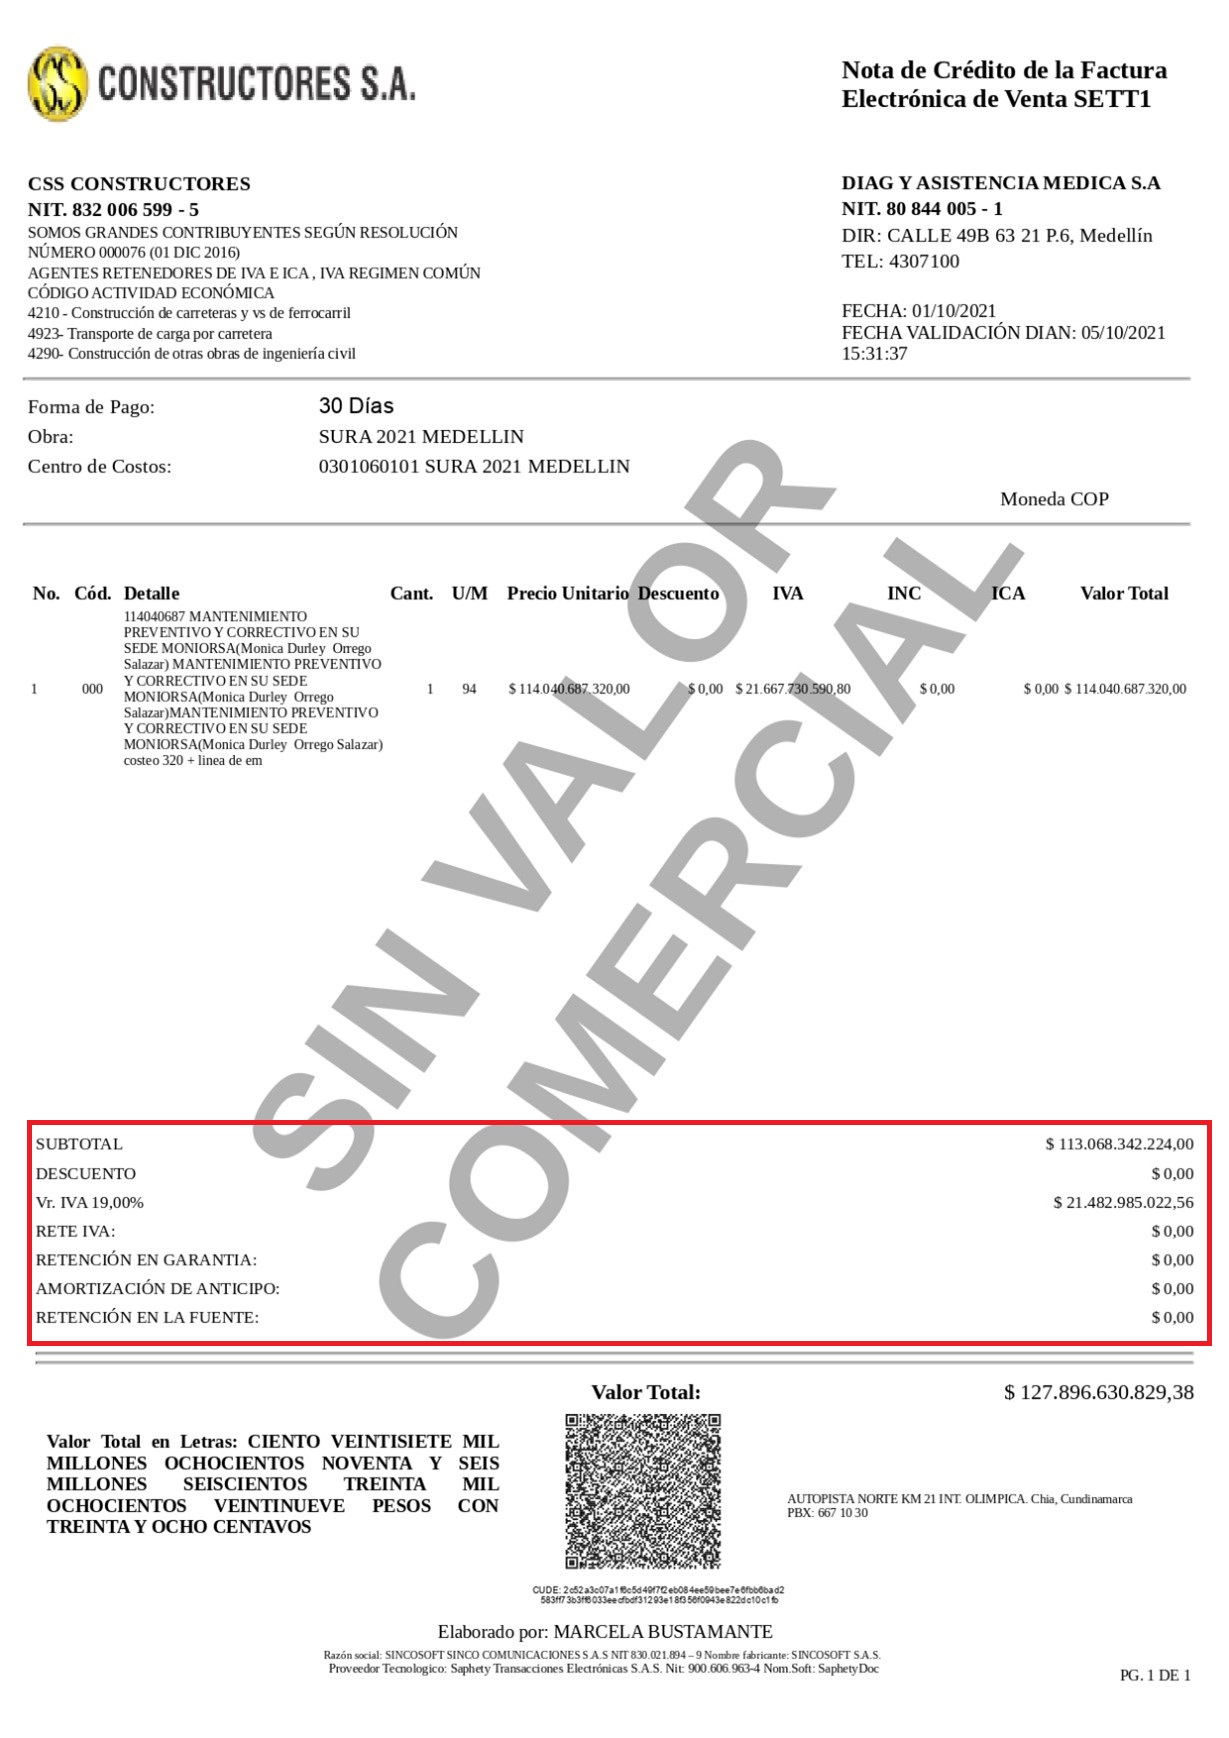 CONSTRUCTORES S.A.
Nota de Crédito de la Factura
Electrónica de Venta SETT1
CSS CONSTRUCTORES
NIT. 832 006 599 - 5
SOMOS GRANDES CONTRIBUYENTES SEGÚN RESOLUCIÓN
NÚMERO 000076 (01 DIC 2016)
AGENTES RETENEDORES DE IVA E ICA , IVA REGIMEN COMÚN
CÓDIGO ACTIVIDAD ECONÓMICA
4210 - Construcción de carreteras y vs de ferrocarril
4923- Transporte de carga por carretera
4290- Construcción de otras obras de ingeniería civil
DIAG Y ASISTENCIA MEDICA S.A
NIT. 80 844 005 - 1
DIR: CALLE 49B 63 21 P.6, Medellín
TEL: 4307100
FECHA: 01/10/2021
FECHA VALIDACIÓN DIAN: 05/10/2021
15:31:37
Forma de Pago: 30 Días
Obra: SURA 2021 MEDELLIN
Centro de Costos: 0301060101 SURA 2021 MEDELLIN
Moneda COP
No. Cód. Detalle Cant. U/M Precio Unitario Descuento IVA INC ICA Valor Total
114040687 MANTENIMIENTO
PREVENTIVO Y CORRECTIVO EN SU
SEDE MONIORSA(Monica Durley Orrego
Salazar) MANTENIMIENTO PREVENTIVO
Y CORRECTIVO EN SU SEDE
1 000 MONIORSA(Monica Durley Orrego 1 94 $ 114.040.687.320,00 $ 0,00 $ 21.667.730.590,80 $ 0,00 $ 0,00 $ 114.040.687.320,00
Salazar)MANTENIMIENTO PREVENTIVO
Y CORRECTIVO EN SU SEDE
MONIORSA(Monica Durley Orrego Salazar)
costeo 320 + linea de em
SIN VALOR
COMERCIAL
SUBTOTAL $ 113.068.342.224,00
DESCUENTO $ 0,00
Vr. IVA 19,00% $ 21.482.985.022,56
RETE IVA: $ 0,00
RETENCIÓN EN GARANTIA: $ 0,00
AMORTIZACIÓN DE ANTICIPO: $ 0,00
RETENCIÓN EN LA FUENTE: $ 0,00
Valor Total: $ 127.896.630.829,38
Valor Total en Letras: CIENTO VEINTISIETE MIL
MILLONES OCHOCIENTOS NOVENTA Y SEIS
MILLONES SEISCIENTOS TREINTA MIL
OCHOCIENTOS VEINTINUEVE PESOS CON
TREINTA Y OCHO CENTAVOS
AUTOPISTA NORTE KM 21 INT. OLIMPICA. Chia, Cundinamarca
PBX: 667 10 30
CUDE:
Elaborado por: MARCELA BUSTAMANTE
Razón social: SINCOSOFT SINCO COMUNICACIONES S.A.S NIT 830.021.894 – 9 Nombre fabricante: SINCOSOFT S.A.S.
Proveedor Tecnologico: Saphety Transacciones Electrónicas S.A.S. Nit: 900.606.963-4 Nom.Soft: SaphetyDoc
PG. 1 DE 1